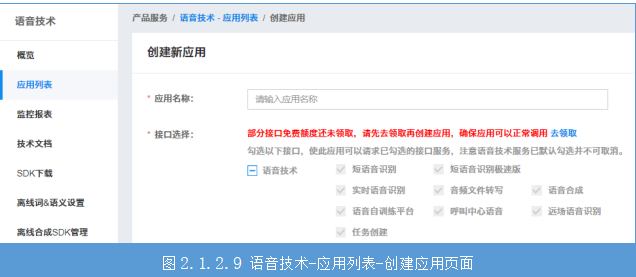 语音技术
产品服务 / 语音技术 - 应用列表 / 创建应用
概览
应用列表
监控报表
技术文档
SDK下载
离线词&语义设置
离线合成SDK管理
创建新应用
* 应用名称：
请输入应用名称
* 接口选择：
部分接口免费额度还未领取，请先去领取再创建应用，确保应用可以正常调用 去领取
勾选以下接口，使此应用可以请求已勾选的接口服务，注意语音技术服务已默认勾选并不可取消。
语音技术
短语音识别
短语音识别极速版
实时语音识别
音频文件转写
语音合成
语音自训练平台
呼叫中心语音
远场语音识别
任务创建
图 2.1.2.9 语音技术-应用列表-创建应用页面